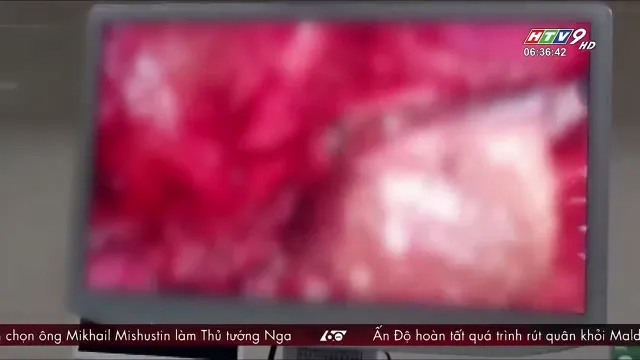 HTV9 HD
06:36:42
chọn ông Mikhail Mishustin làm Thủ tướng Nga
Ấn Độ hoàn tất quá trình rút quân khỏi Mald